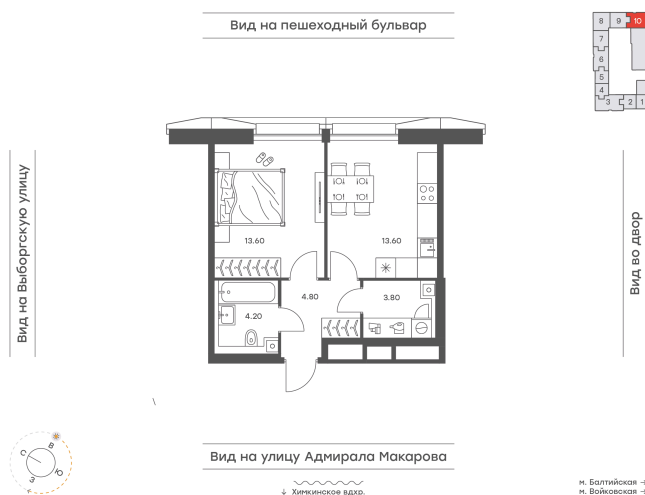 Вид на пешеходный бульвар
8 9 10
7
6
5
4
3 2 1
Вид на Выборгскую улицу
Вид во двор
13.60
13.60
4.80
3.80
4.20
Вид на улицу Адмирала Макарова
С В Ю З
↓ Химкинское вдхр.
м. Балтийская →
м. Войковская →